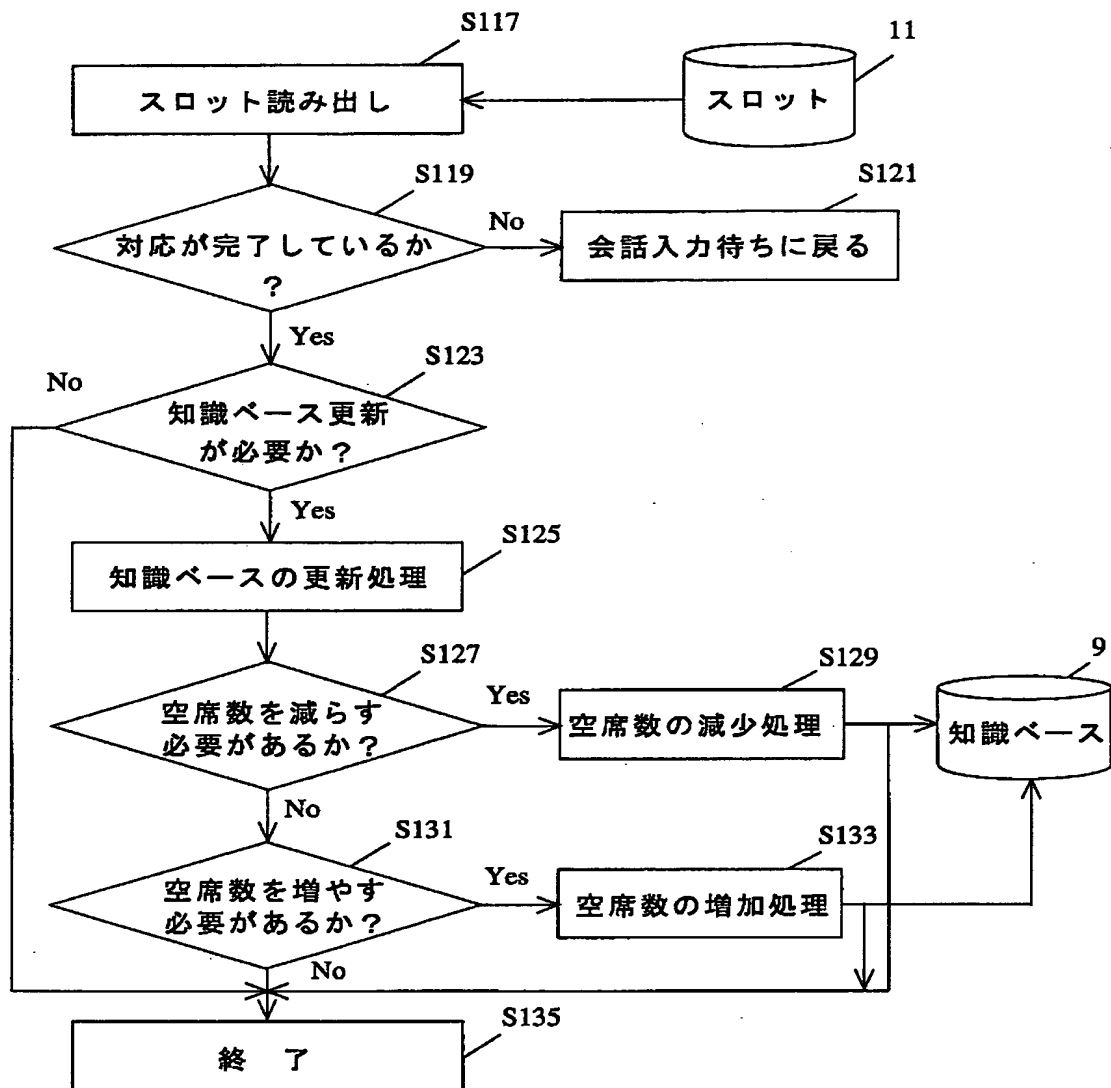 S117
11
スロット読み出し
スロット
S119
S121
対応が完了しているか
?
No
会話入力待ちに戻る
Yes
S123
No
知識ベース更新
が必要か?
Yes
S125
知識ベースの更新処理
S127
S129
9
空席数を減らす
必要があるか?
Yes
空席数の減少処理
知識ベース
No
S131
S133
空席数を増やす
必要があるか?
Yes
空席数の増加処理
No
S135
終 了